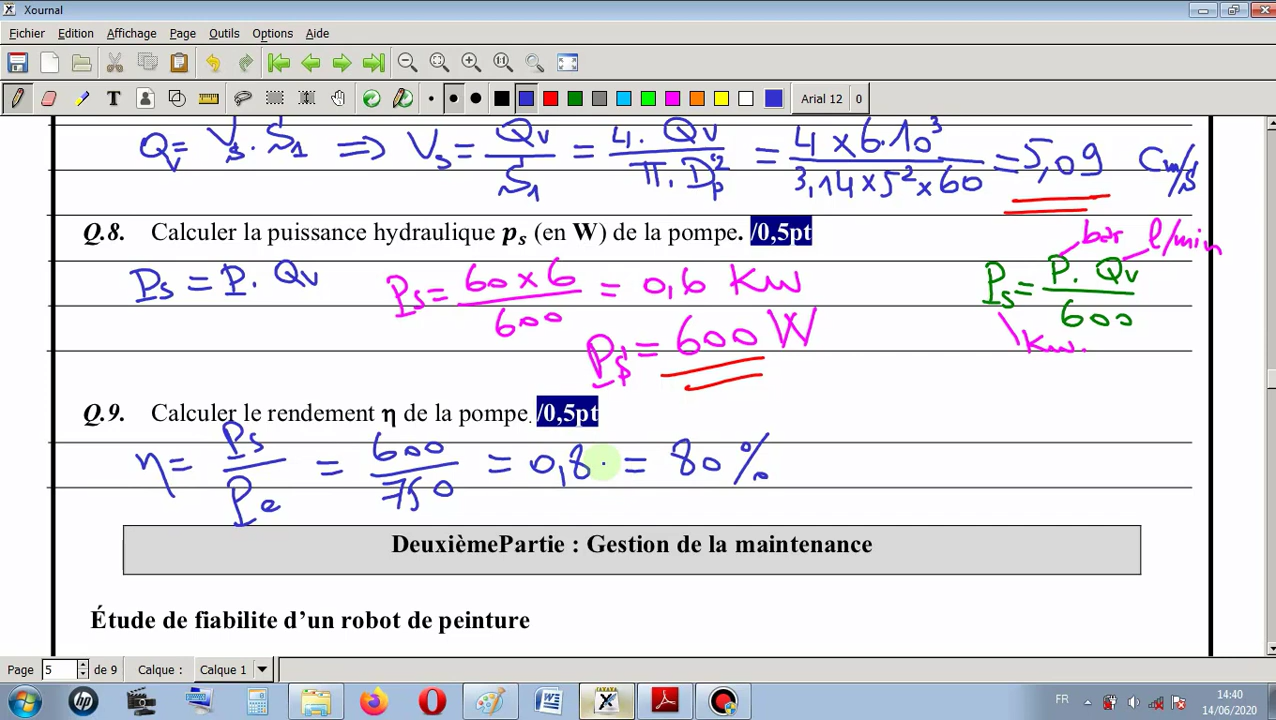 Xournal
Fichier Edition Affichage Page Outils Options Aide
Arial 12 0
Qv = Vs . S1 ⟹ Vs = Qv / S1 = 4. Qv / π. Dp² = 4 × 6.10³ / 3,14 × 5² × 60 = 5,09 Cm/s
Q.8. Calculer la puissance hydraulique ps (en W) de la pompe. /0,5pt
Ps = P. Qv
Ps = 60 × 6 / 600 = 0,6 Kw
Ps = 600 W
bar l/min
Ps = P. Qv / 600
Kw.
Q.9. Calculer le rendement η de la pompe. /0,5pt
η = Ps / Pe = 600 / 750 = 0,8 = 80 %
DeuxièmePartie : Gestion de la maintenance
Étude de fiabilite d'un robot de peinture
Page 5 de 9 Calque : Calque 1
FR 14:40
14/06/2020